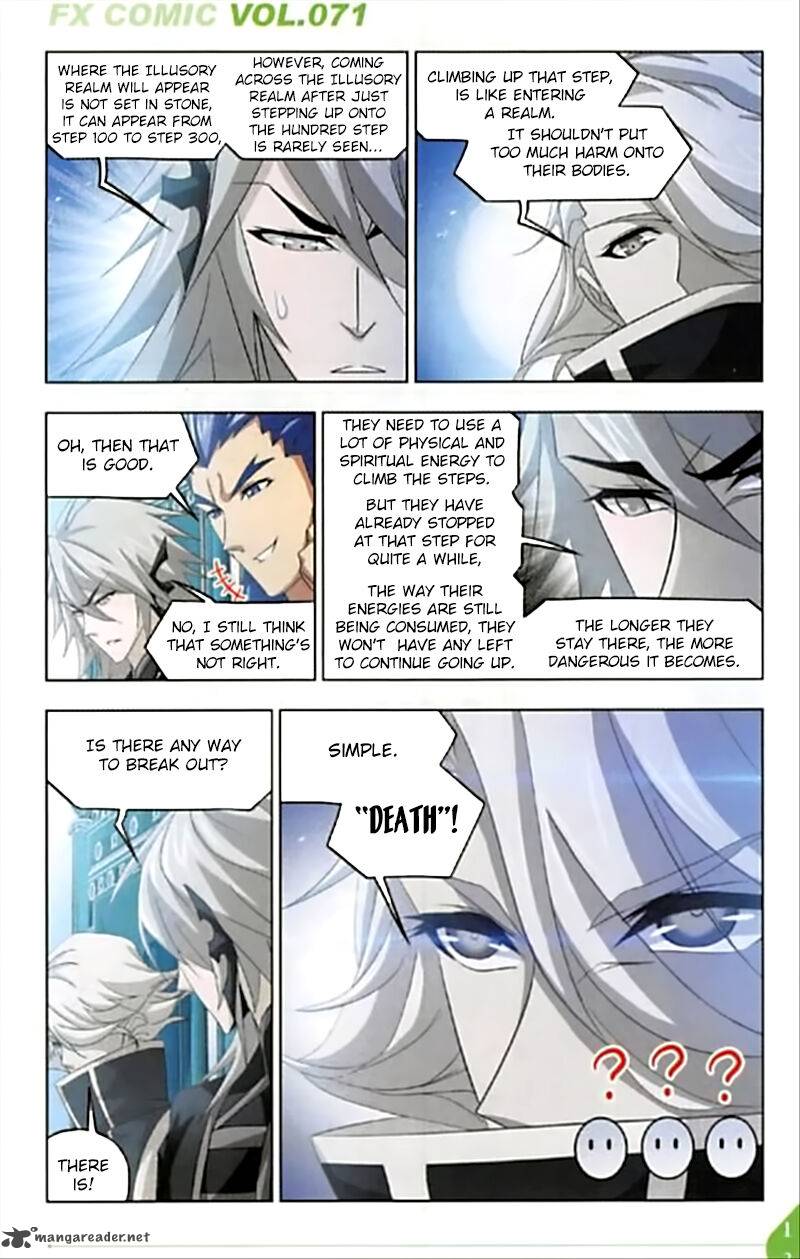 FX COMIC VOL.071
WHERE THE ILLUSORY
REALM WILL APPEAR
IS NOT SET IN STONE,
IT CAN APPEAR FROM
STEP 100 TO STEP 300,
HOWEVER, COMING
ACROSS THE ILLUSORY
REALM AFTER JUST
STEPPING UP ONTO
THE HUNDRED STEP
IS RARELY SEEN...
CLIMBING UP THAT STEP,
IS LIKE ENTERING
A REALM.
IT SHOULDN'T PUT
TOO MUCH HARM ONTO
THEIR BODIES.
OH, THEN THAT
IS GOOD.
NO, I STILL THINK
THAT SOMETHING'S
NOT RIGHT.
THEY NEED TO USE A
LOT OF PHYSICAL AND
SPIRITUAL ENERGY TO
CLIMB THE STEPS.
BUT THEY HAVE
ALREADY STOPPED
AT THAT STEP FOR
QUITE A WHILE,
THE WAY THEIR
ENERGIES ARE STILL
BEING CONSUMED, THEY
WON'T HAVE ANY LEFT
TO CONTINUE GOING UP.
THE LONGER THEY
STAY THERE, THE MORE
DANGEROUS IT BECOMES.
IS THERE ANY WAY
TO BREAK OUT?
THERE
IS!
SIMPLE.
"DEATH"!
? ? ?
mangareader.net
1
3